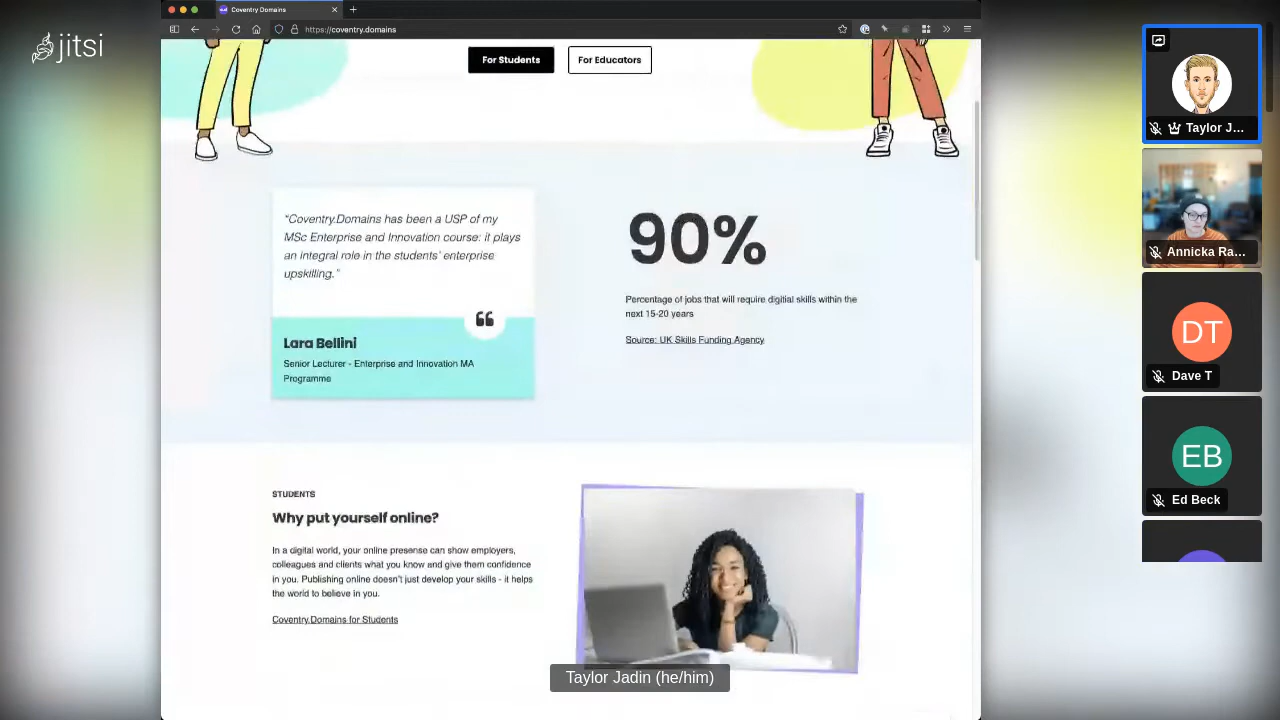 jitsi
Coventry Domains
https://coventry.domains
For Students
For Educators
"Coventry.Domains has been a USP of my
MSc Enterprise and Innovation course: it plays
an integral role in the students' enterprise
upskilling."
Lara Bellini
Senior Lecturer - Enterprise and Innovation MA
Programme
90%
Percentage of jobs that will require digitial skills within the
next 15-20 years
Source: UK Skills Funding Agency
STUDENTS
Why put yourself online?
In a digital world, your online presense can show employers,
colleagues and clients what you know and give them confidence
in you. Publishing online doesn't just develop your skills - it helps
the world to believe in you.
Coventry.Domains for Students
Taylor Jadin (he/him)
Taylor J...
Annicka Ra...
DT
Dave T
EB
Ed Beck